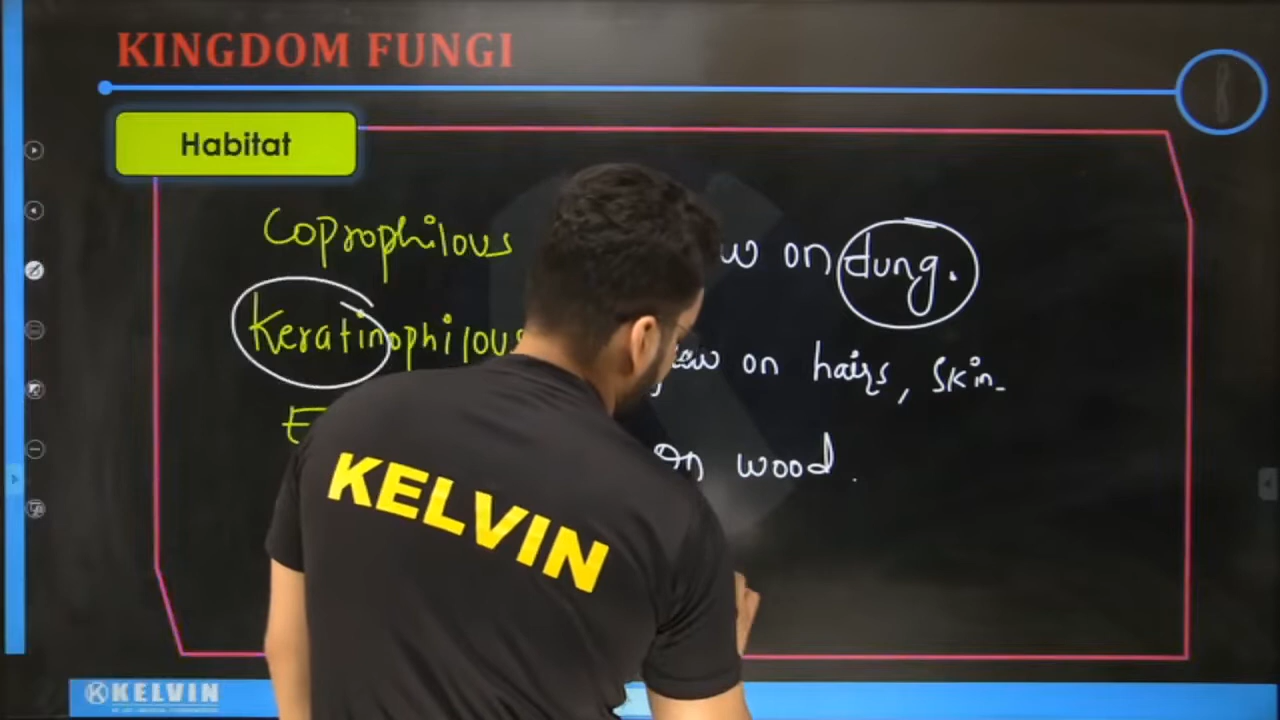 KINGDOM FUNGI
Habitat
Coprophilous on dung.
Keratinophilous on hairs, skin
on wood.
KELVIN
KELVIN